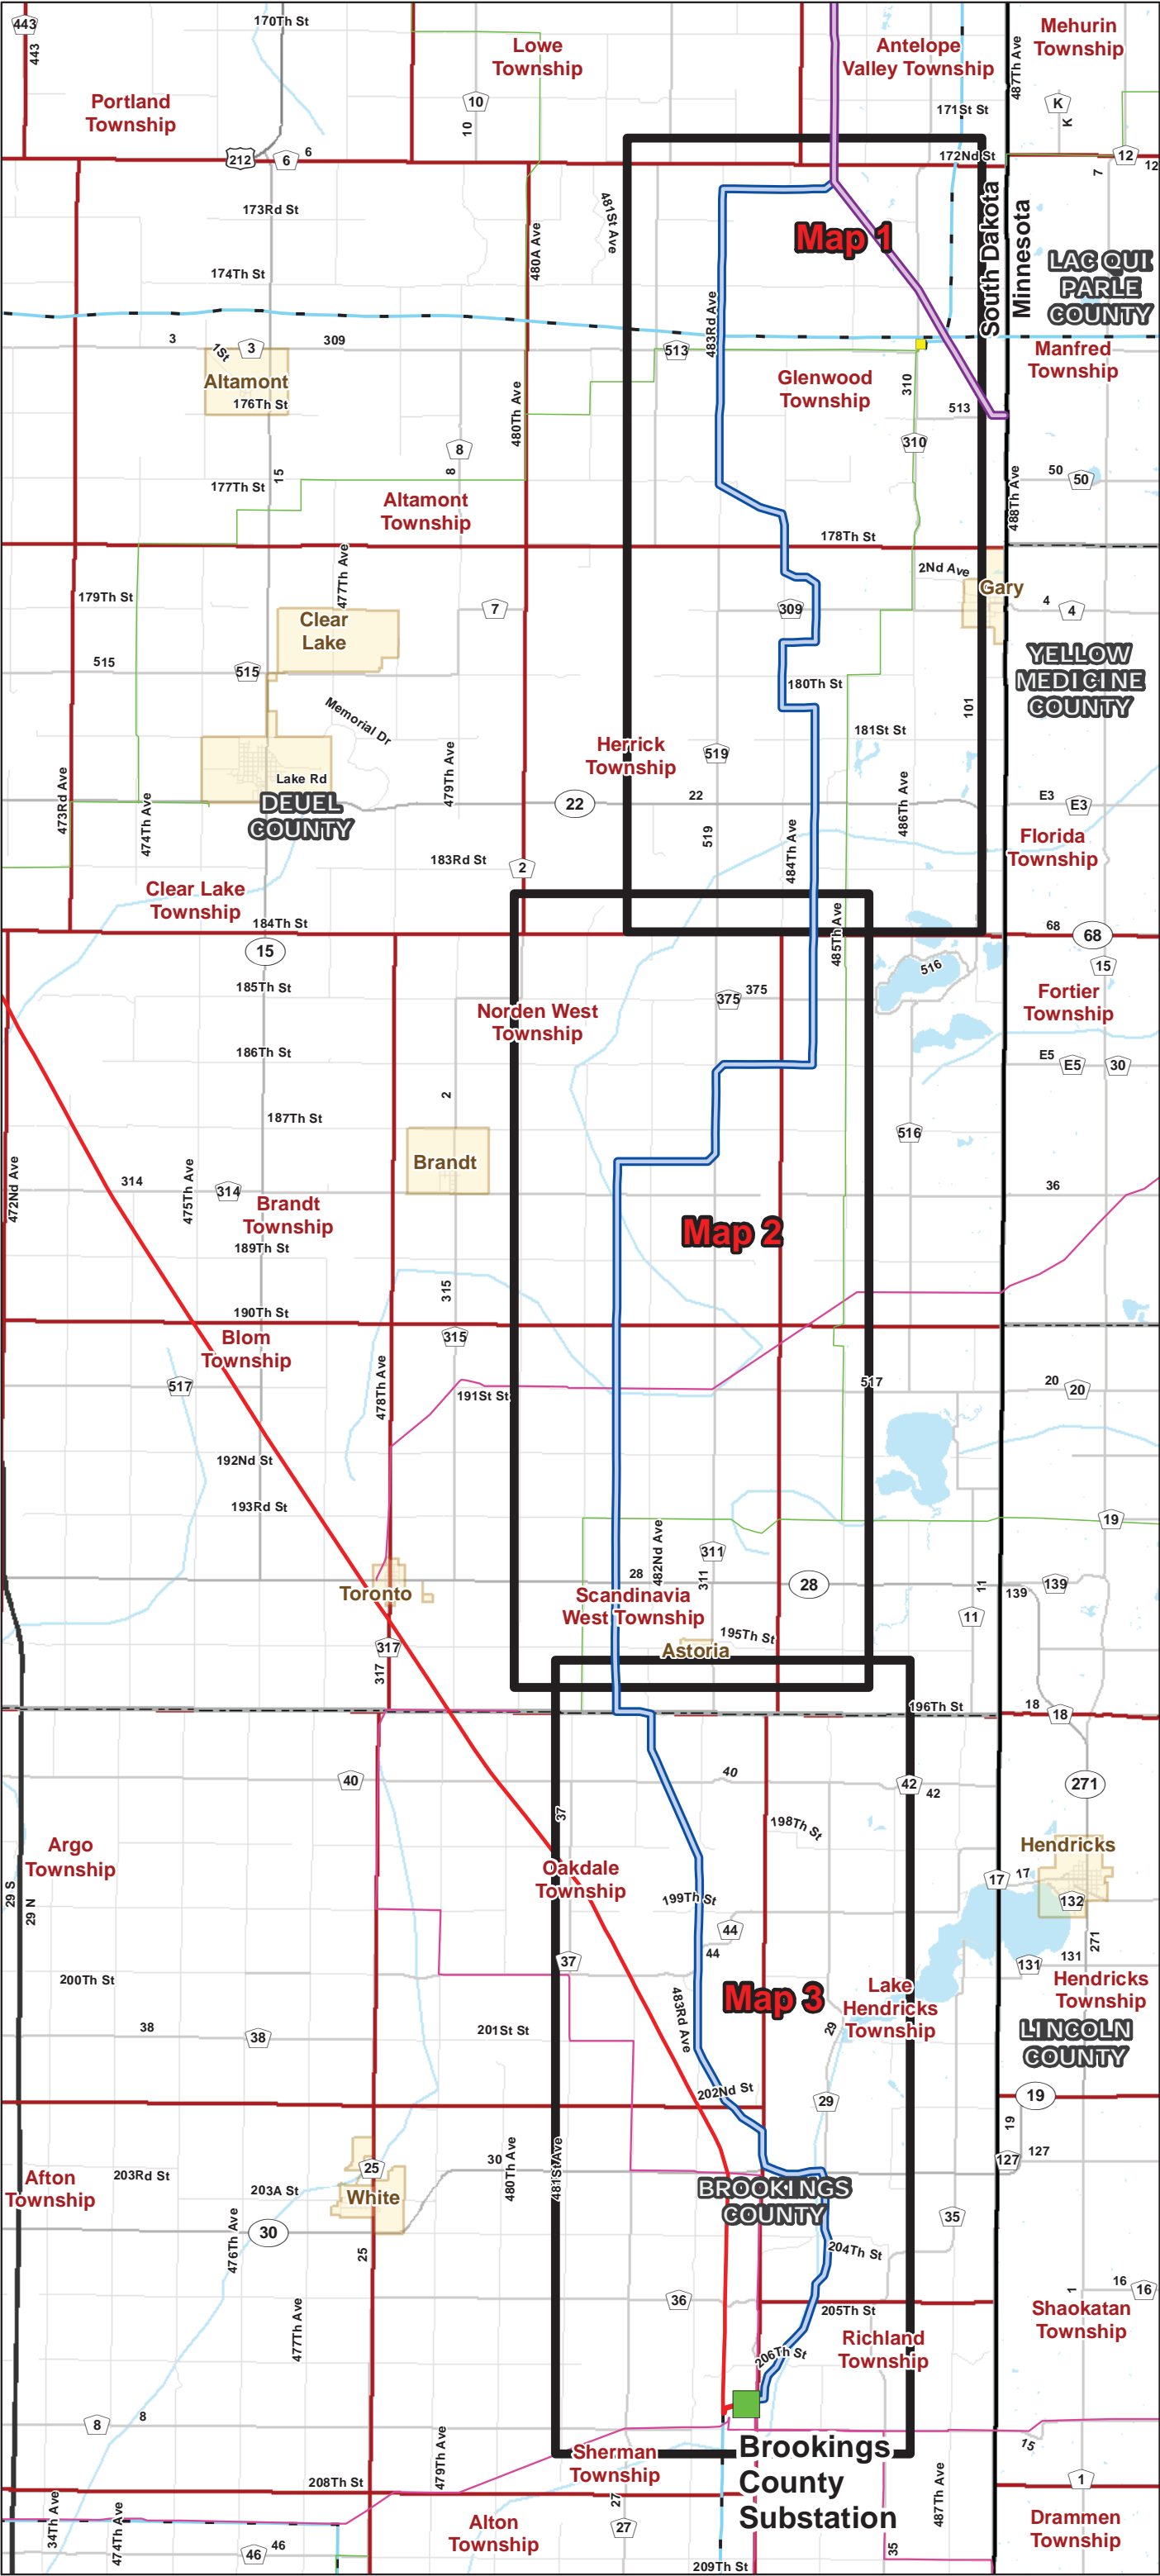 443
443
170Th St
Lowe
Township
Antelope
Valley Township
487Th Ave
Mehurin
Township
Portland
Township
10
10
171St St
K
K
212
6
6
172Nd St
12
12
7
173Rd St
481St Ave
480A Ave
Map 1
South Dakota
Minnesota
LAC QUI
PARLE
COUNTY
174Th St
483Rd Ave
3
1St
3
309
513
Manfred
Township
Altamont
176Th St
480Th Ave
Glenwood
Township
310
513
310
8
8
15
177Th St
Altamont
Township
50
50
488Th Ave
178Th St
477Th Ave
2Nd Ave
Gary
179Th St
Clear
Lake
7
309
4
4
515
515
180Th St
YELLOW
MEDICINE
COUNTY
Memorial Dr
101
Herrick
Township
519
181St St
Lake Rd
473Rd Ave
474Th Ave
479Th Ave
DEUEL
COUNTY
22
22
519
484Th Ave
486Th Ave
E3
E3
Florida
Township
183Rd St
2
Clear Lake
Township
184Th St
485Th Ave
68
68
15
15
516
185Th St
375
375
Fortier
Township
Norden West
Township
186Th St
E5
E5
30
2
187Th St
516
Brandt
472Nd Ave
314
475Th Ave
314
36
Brandt
Township
Map 2
189Th St
315
190Th St
Blom
Township
315
517
478Th Ave
191St St
517
20
20
192Nd St
193Rd St
19
482Nd Ave
311
311
28
28
11
139
139
Toronto
Scandinavia
West Township
11
317
317
195Th St
Astoria
196Th St
18
18
40
40
42
42
271
37
198Th St
Argo
Township
Hendricks
Oakdale
Township
17
17
29 S
29 N
199Th St
132
44
44
271
37
131
131
200Th St
Map 3
Lake
Hendricks
Township
Hendricks
Township
483Rd Ave
38
38
201St St
29
LINCOLN
COUNTY
202Nd St
29
19
19
127
127
Afton
Township
203Rd St
25
30
480Th Ave
481St Ave
203A St
White
BROOKINGS
COUNTY
30
476Th Ave
35
25
204Th St
16
16
1
36
477Th Ave
205Th St
Shaokatan
Township
Richland
Township
206Th St
8
8
479Th Ave
Brookings
County
Substation
15
Sherman
Township
487Th Ave
1
208Th St
27
34Th Ave
474Th Ave
Alton
Township
27
Drammen
Township
46
46
35
209Th St